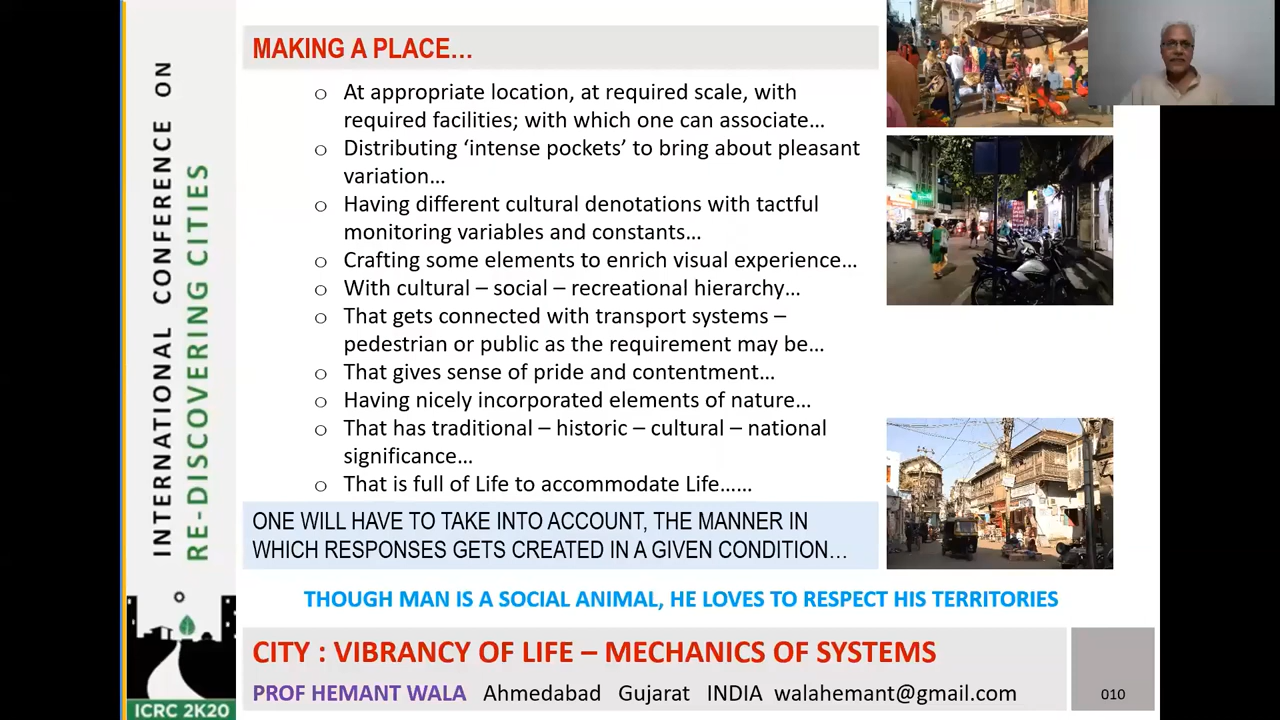 INTERNATIONAL CONFERENCE ON
RE-DISCOVERING CITIES
ICRC 2K20
MAKING A PLACE…
o At appropriate location, at required scale, with
required facilities; with which one can associate…
o Distributing ‘intense pockets’ to bring about pleasant
variation…
o Having different cultural denotations with tactful
monitoring variables and constants…
o Crafting some elements to enrich visual experience…
o With cultural – social – recreational hierarchy…
o That gets connected with transport systems –
pedestrian or public as the requirement may be…
o That gives sense of pride and contentment…
o Having nicely incorporated elements of nature…
o That has traditional – historic – cultural – national
significance…
o That is full of Life to accommodate Life……
ONE WILL HAVE TO TAKE INTO ACCOUNT, THE MANNER IN
WHICH RESPONSES GETS CREATED IN A GIVEN CONDITION…
THOUGH MAN IS A SOCIAL ANIMAL, HE LOVES TO RESPECT HIS TERRITORIES
CITY : VIBRANCY OF LIFE – MECHANICS OF SYSTEMS
PROF HEMANT WALA Ahmedabad Gujarat INDIA walahemant@gmail.com
010